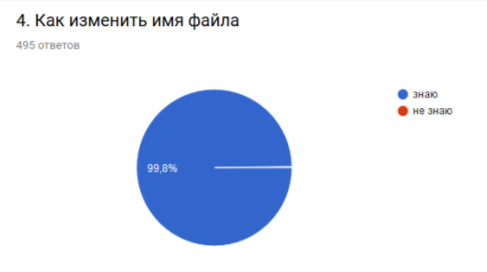 4. Как изменить имя файла
495 ответов
знаю
не знаю
99,8%